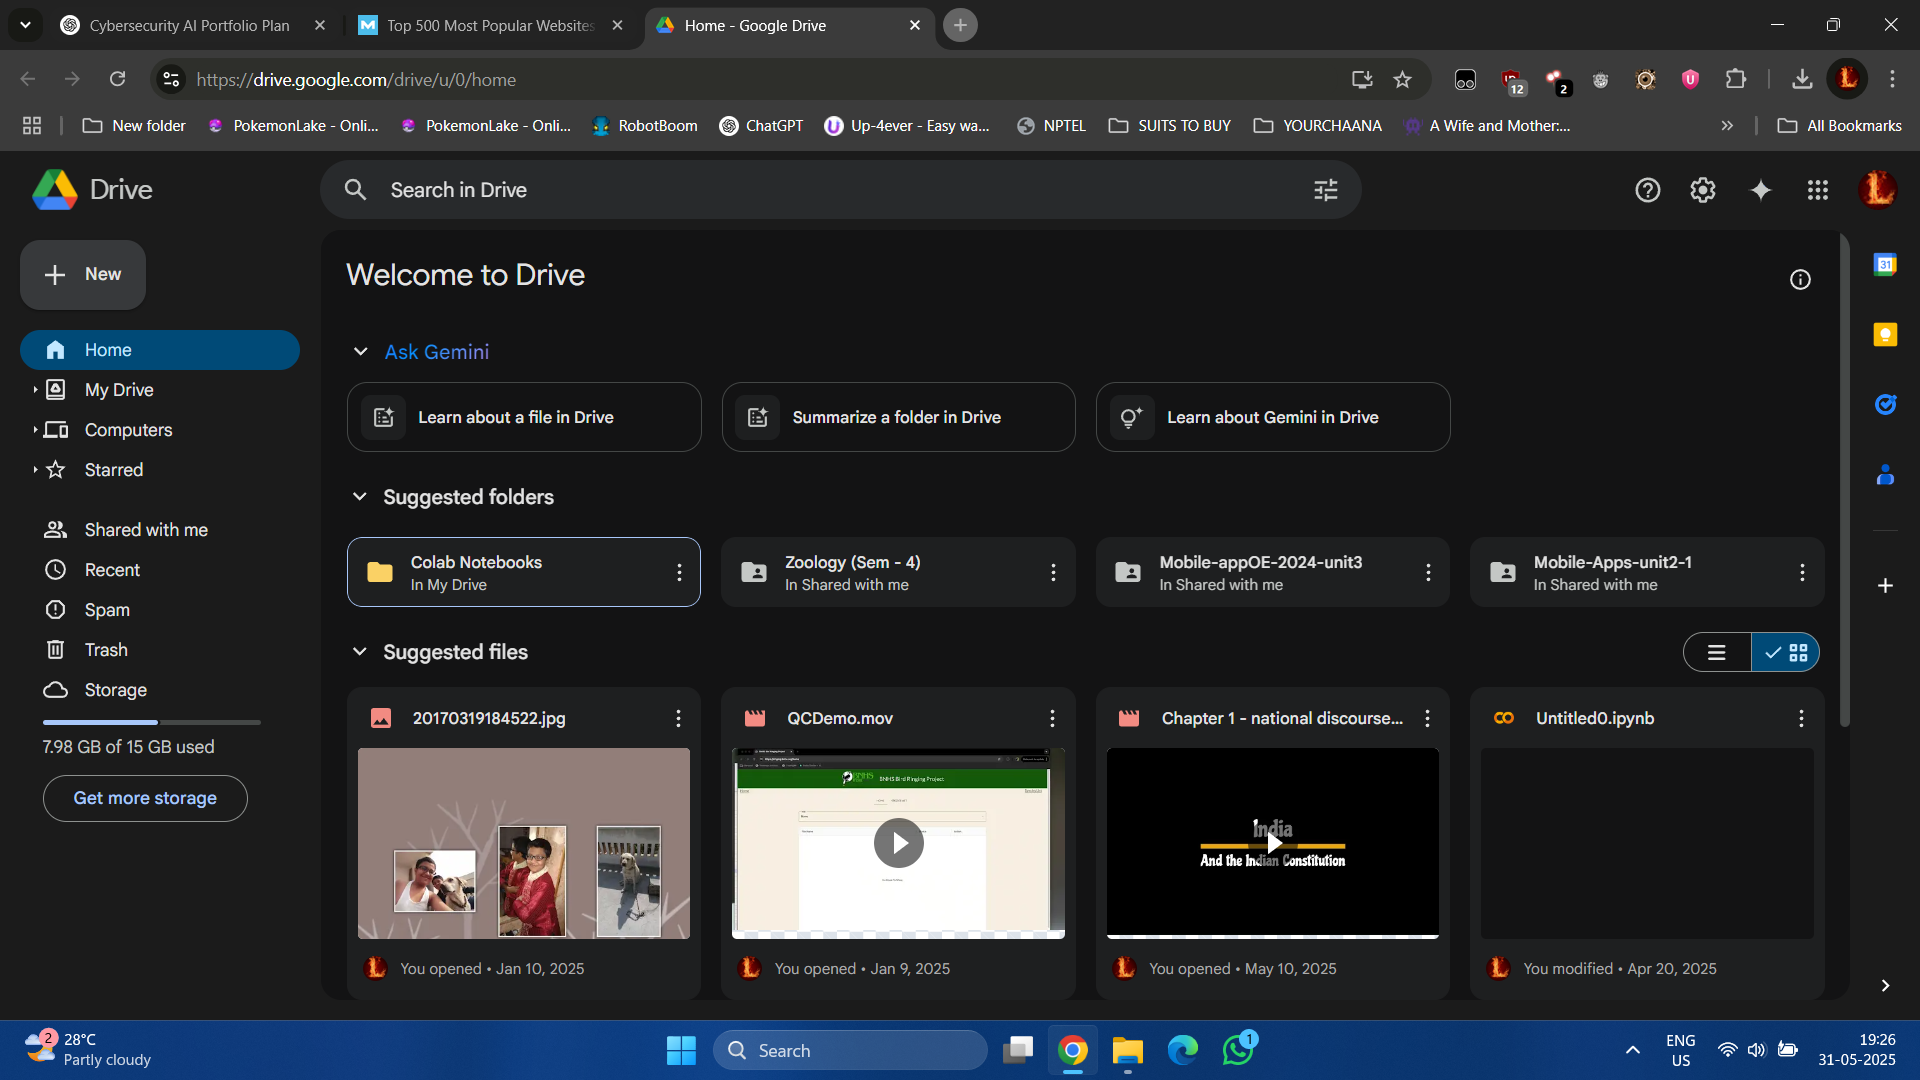 Cybersecurity AI Portfolio Plan
Top 500 Most Popular Websites
Home - Google Drive
https://drive.google.com/drive/u/0/home
12
2
New folder
PokemonLake - Onli...
PokemonLake - Onli...
RobotBoom
ChatGPT
Up-4ever - Easy wa...
NPTEL
SUITS TO BUY
YOURCHAANA
A Wife and Mother:...
All Bookmarks
Drive
Search in Drive
New
Welcome to Drive
31
Home
Ask Gemini
My Drive
Learn about a file in Drive
Summarize a folder in Drive
Learn about Gemini in Drive
Computers
Starred
Suggested folders
Shared with me
Colab Notebooks
In My Drive
Zoology (Sem - 4)
In Shared with me
Mobile-appOE-2024-unit3
In Shared with me
Mobile-Apps-unit2-1
In Shared with me
Recent
Spam
Trash
Suggested files
Storage
7.98 GB of 15 GB used
Get more storage
20170319184522.jpg
QCDemo.mov
Chapter 1 - national discourse...
Untitled0.ipynb
BNHS Bird Ringing Project
India
And the Indian Constitution
You opened • Jan 10, 2025
You opened • Jan 9, 2025
You opened • May 10, 2025
You modified • Apr 20, 2025
2
28°C
Partly cloudy
Search
1
ENG
US
19:26
31-05-2025